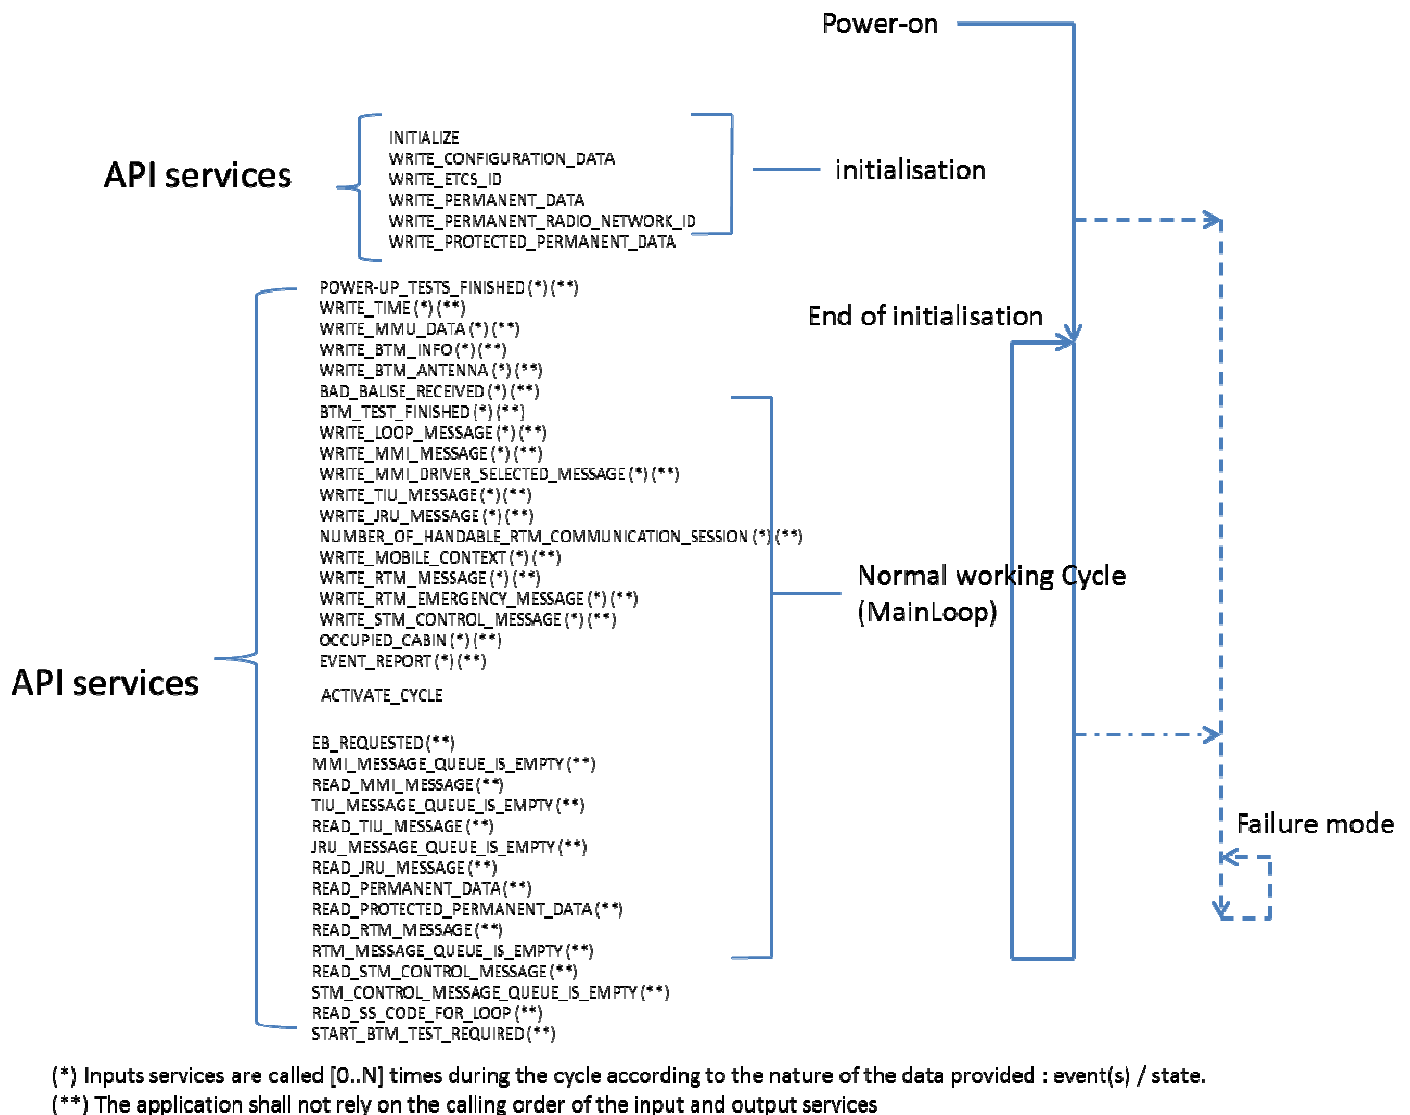 Power-on
API services
INITIALIZE
WRITE_CONFIGURATION_DATA
WRITE_ETCS_ID
WRITE_PERMANENT_DATA
WRITE_PERMANENT_RADIO_NETWORK_ID
WRITE_PROTECTED_PERMANENT_DATA
initialisation
End of initialisation
API services
POWER-UP_TESTS_FINISHED(*)(**)
WRITE_TIME(*)(**)
WRITE_MMU_DATA(*)(**)
WRITE_BTM_INFO(*)(**)
WRITE_BTM_ANTENNA(*)(**)
BAD_BALISE_RECEIVED(*)(**)
BTM_TEST_FINISHED(*)(**)
WRITE_LOOP_MESSAGE(*)(**)
WRITE_MMI_MESSAGE(*)(**)
WRITE_MMI_DRIVER_SELECTED_MESSAGE(*)(**)
WRITE_TIU_MESSAGE(*)(**)
WRITE_JRU_MESSAGE(*)(**)
NUMBER_OF_HANDABLE_RTM_COMMUNICATION_SESSION(*)(**)
WRITE_MOBILE_CONTEXT(*)(**)
WRITE_RTM_MESSAGE(*)(**)
WRITE_RTM_EMERGENCY_MESSAGE(*)(**)
WRITE_STM_CONTROL_MESSAGE(*)(**)
OCCUPIED_CABIN(*)(**)
EVENT_REPORT(*)(**)
ACTIVATE_CYCLE
EB_REQUESTED(**)
MMI_MESSAGE_QUEUE_IS_EMPTY(**)
READ_MMI_MESSAGE(**)
TIU_MESSAGE_QUEUE_IS_EMPTY(**)
READ_TIU_MESSAGE(**)
JRU_MESSAGE_QUEUE_IS_EMPTY(**)
READ_JRU_MESSAGE(**)
READ_PERMANENT_DATA(**)
READ_PROTECTED_PERMANENT_DATA(**)
READ_RTM_MESSAGE(**)
RTM_MESSAGE_QUEUE_IS_EMPTY(**)
READ_STM_CONTROL_MESSAGE(**)
STM_CONTROL_MESSAGE_QUEUE_IS_EMPTY(**)
READ_SS_CODE_FOR_LOOP(**)
START_BTM_TEST_REQUIRED(**)
Normal working Cycle
(MainLoop)
Failure mode
(*) Inputs services are called [0..N] times during the cycle according to the nature of the data provided : event(s) / state.
(**) The application shall not rely on the calling order of the input and output services